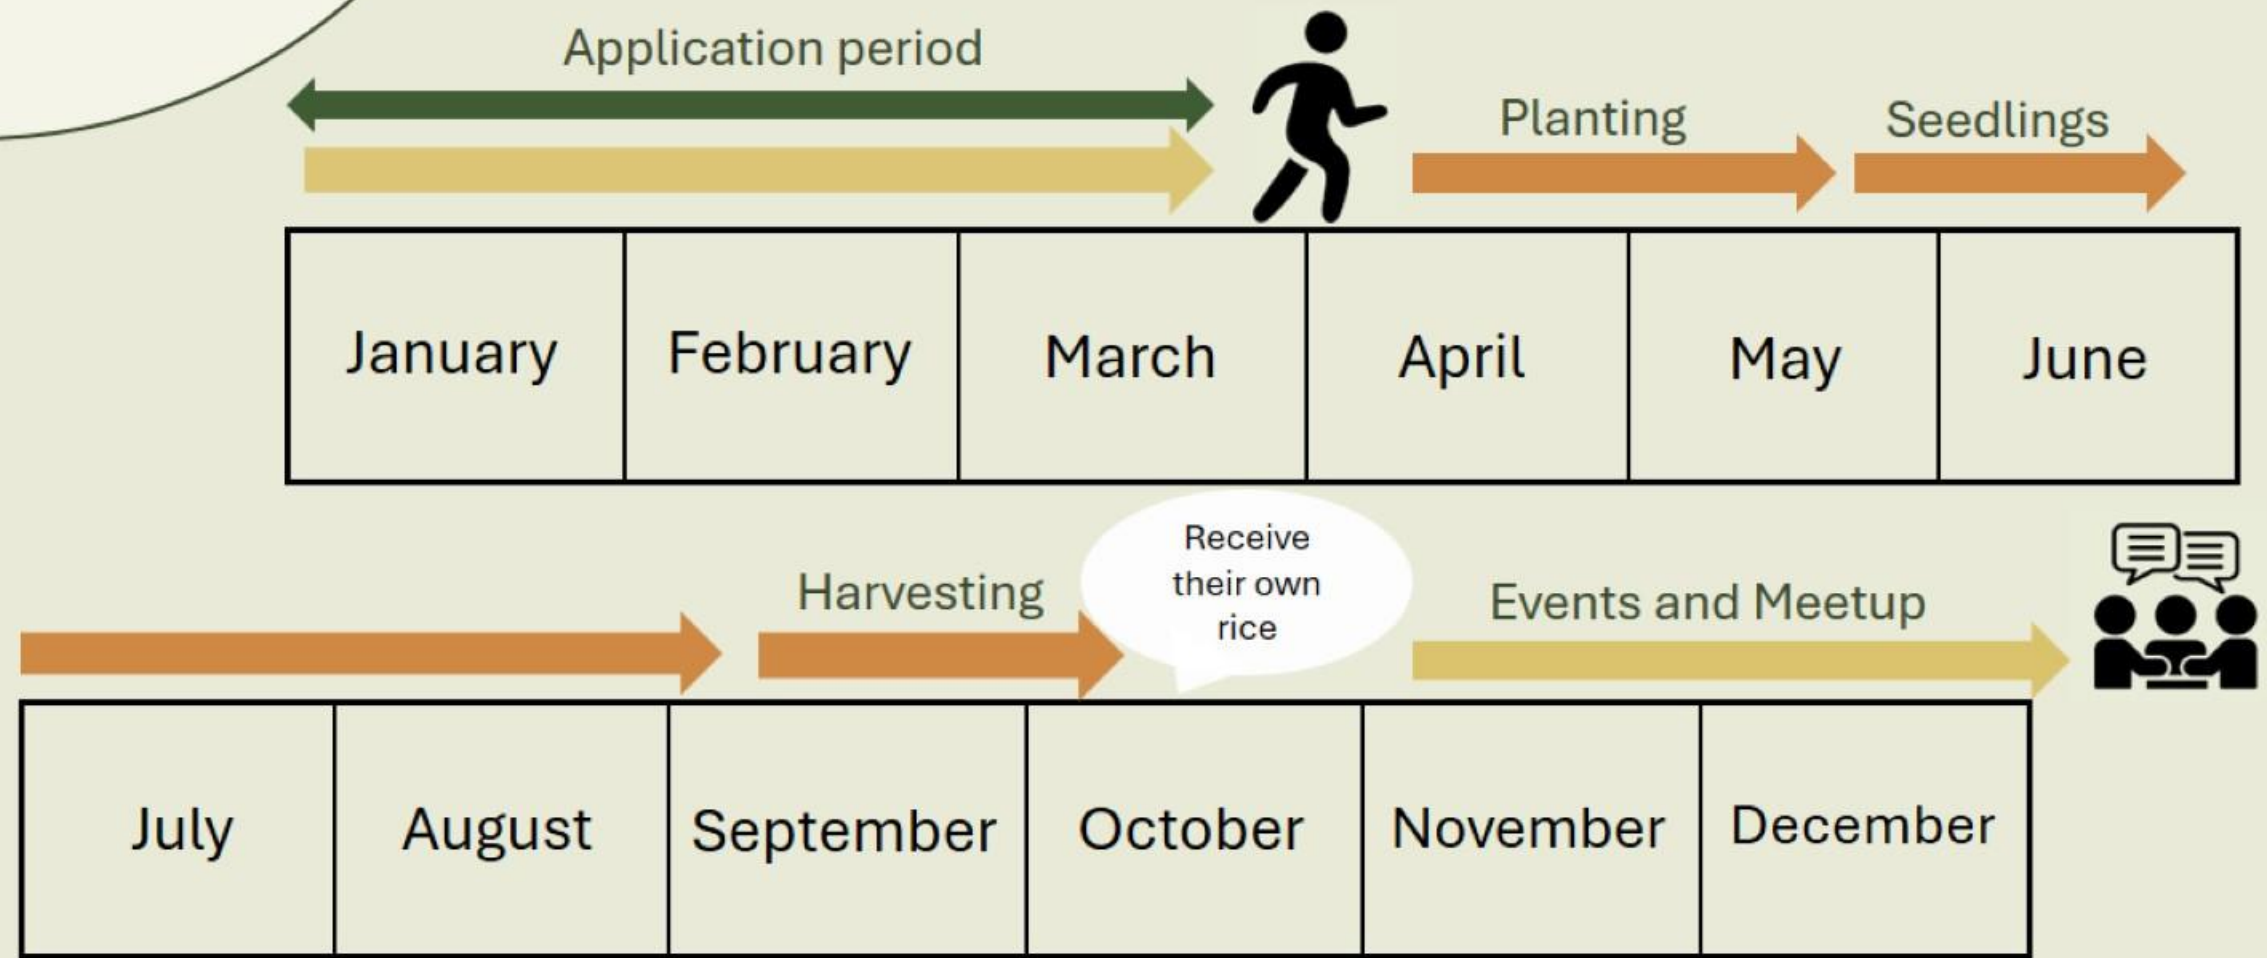 Application period
Planting
Seedlings
January
February
March
April
May
June
Harvesting
Receive
their own
rice
Events and Meetup
July
August
September
October
November
December